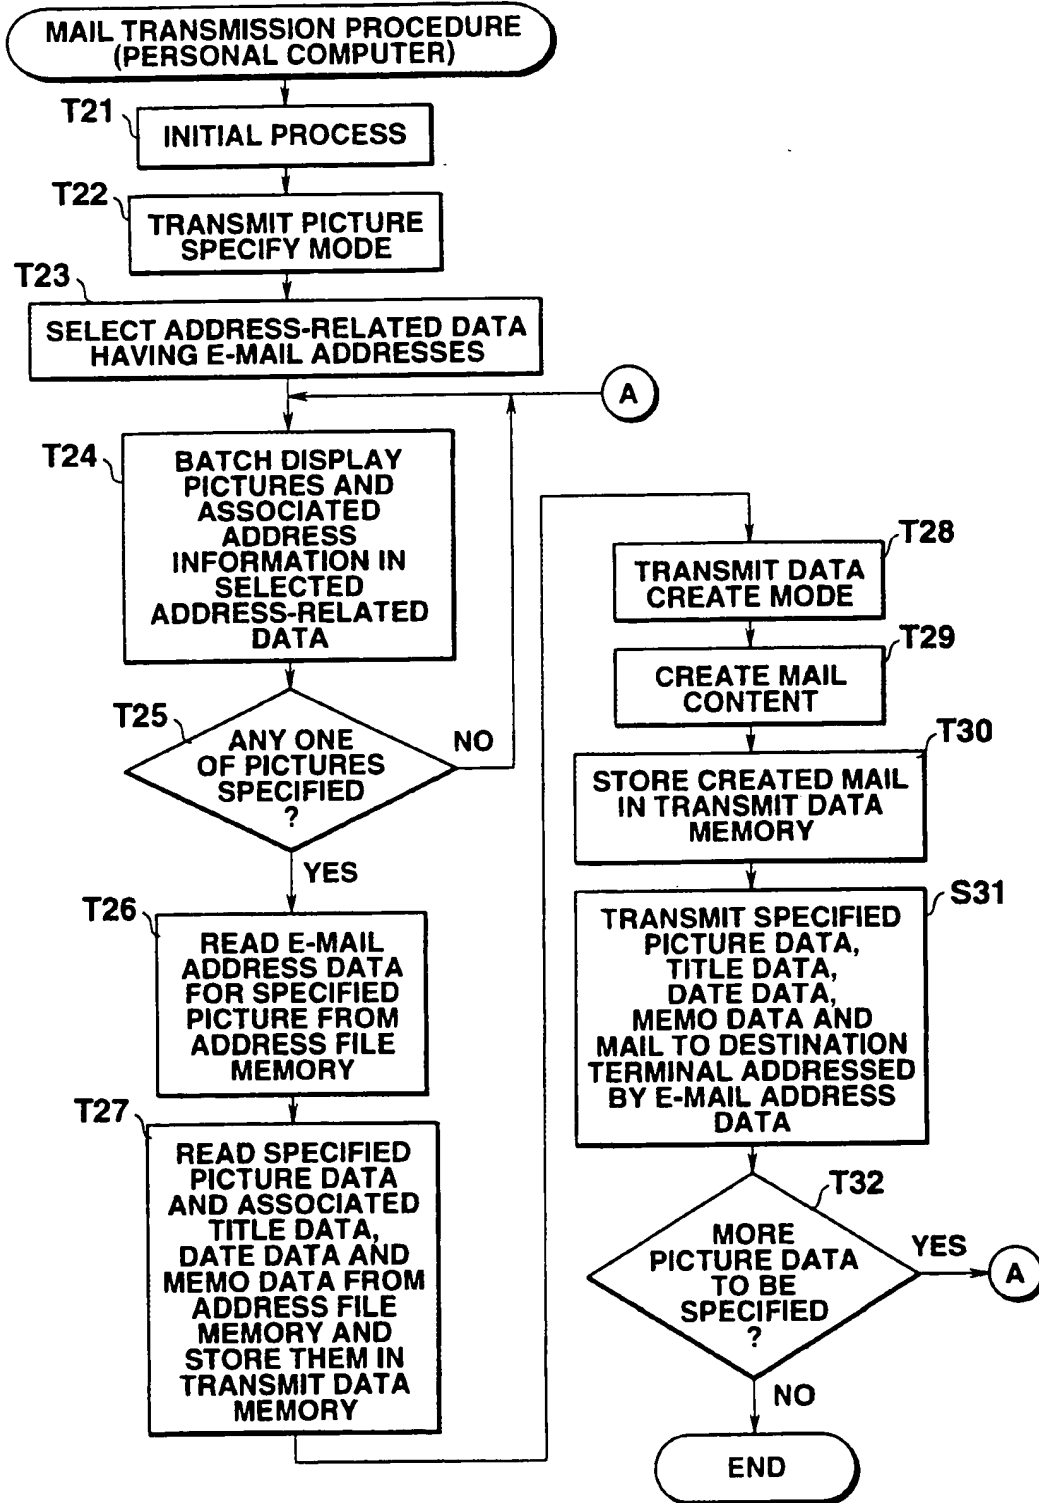 MAIL TRANSMISSION PROCEDURE
(PERSONAL COMPUTER)
T21
INITIAL PROCESS
T22
TRANSMIT PICTURE
SPECIFY MODE
T23
SELECT ADDRESS-RELATED DATA
HAVING E-MAIL ADDRESSES
A
T24
BATCH DISPLAY
PICTURES AND
ASSOCIATED
ADDRESS
INFORMATION IN
SELECTED
ADDRESS-RELATED
DATA
T25
ANY ONE
OF PICTURES
SPECIFIED
?
NO
YES
T26
READ E-MAIL
ADDRESS DATA
FOR SPECIFIED
PICTURE FROM
ADDRESS FILE
MEMORY
T27
READ SPECIFIED
PICTURE DATA
AND ASSOCIATED
TITLE DATA,
DATE DATA AND
MEMO DATA FROM
ADDRESS FILE
MEMORY AND
STORE THEM IN
TRANSMIT DATA
MEMORY
T28
TRANSMIT DATA
CREATE MODE
T29
CREATE MAIL
CONTENT
T30
STORE CREATED MAIL
IN TRANSMIT DATA
MEMORY
S31
TRANSMIT SPECIFIED
PICTURE DATA,
TITLE DATA,
DATE DATA,
MEMO DATA AND
MAIL TO DESTINATION
TERMINAL ADDRESSED
BY E-MAIL ADDRESS
DATA
T32
MORE
PICTURE DATA
TO BE
SPECIFIED
?
YES
A
NO
END